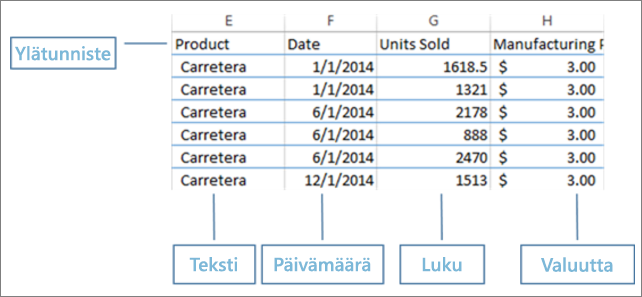 E F G H
Ylätunniste
Product Date Units Sold Manufacturing P
Carretera 1/1/2014 1618.5 $ 3.00
Carretera 1/1/2014 1321 $ 3.00
Carretera 6/1/2014 2178 $ 3.00
Carretera 6/1/2014 888 $ 3.00
Carretera 6/1/2014 2470 $ 3.00
Carretera 12/1/2014 1513 $ 3.00
Teksti Päivämäärä Luku Valuutta